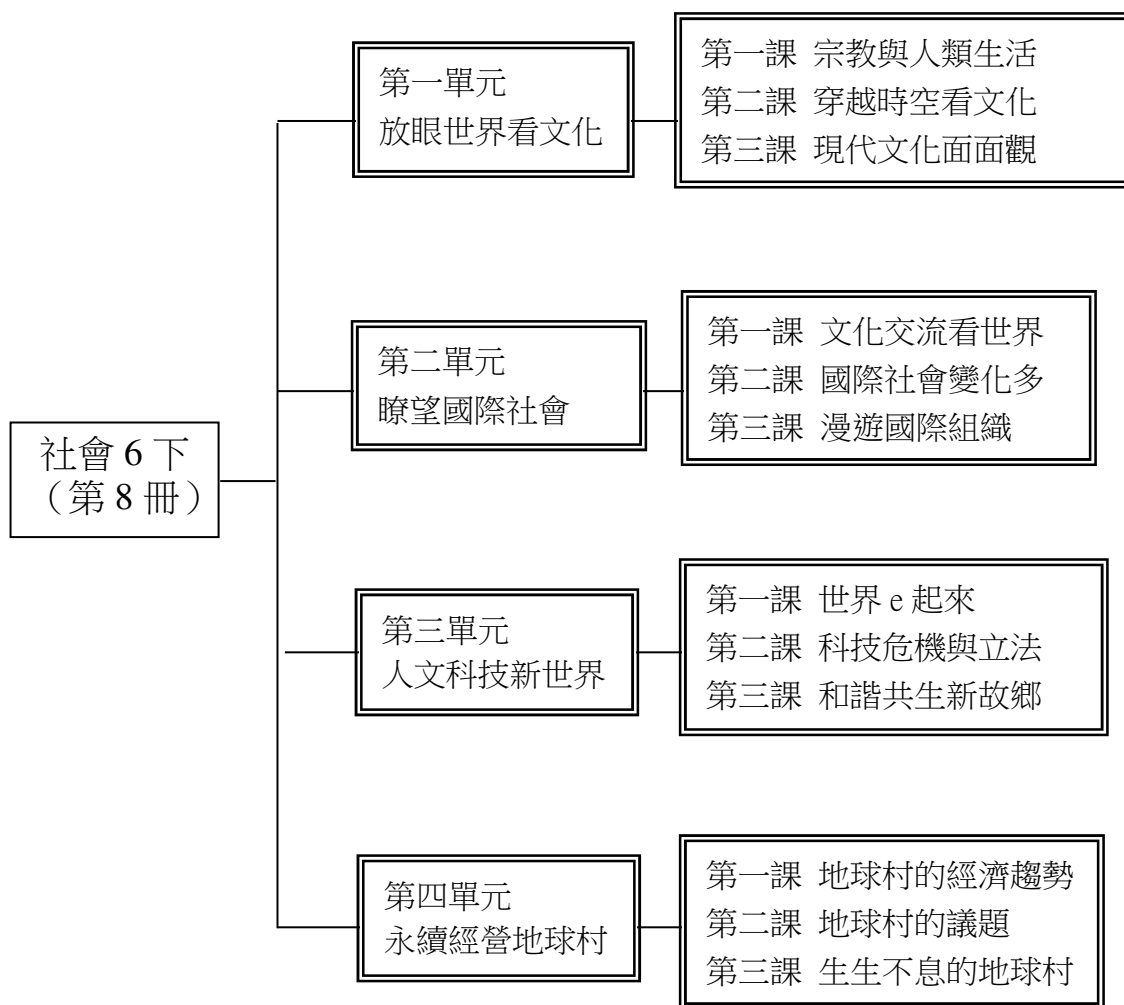 社會 6 下
（第 8 冊）
第一單元
放眼世界看文化
第一課 宗教與人類生活
第二課 穿越時空看文化
第三課 現代文化面面觀
第二單元
瞭望國際社會
第一課 文化交流看世界
第二課 國際社會變化多
第三課 漫遊國際組織
第三單元
人文科技新世界
第一課 世界 e 起來
第二課 科技危機與立法
第三課 和諧共生新故鄉
第四單元
永續經營地球村
第一課 地球村的經濟趨勢
第二課 地球村的議題
第三課 生生不息的地球村